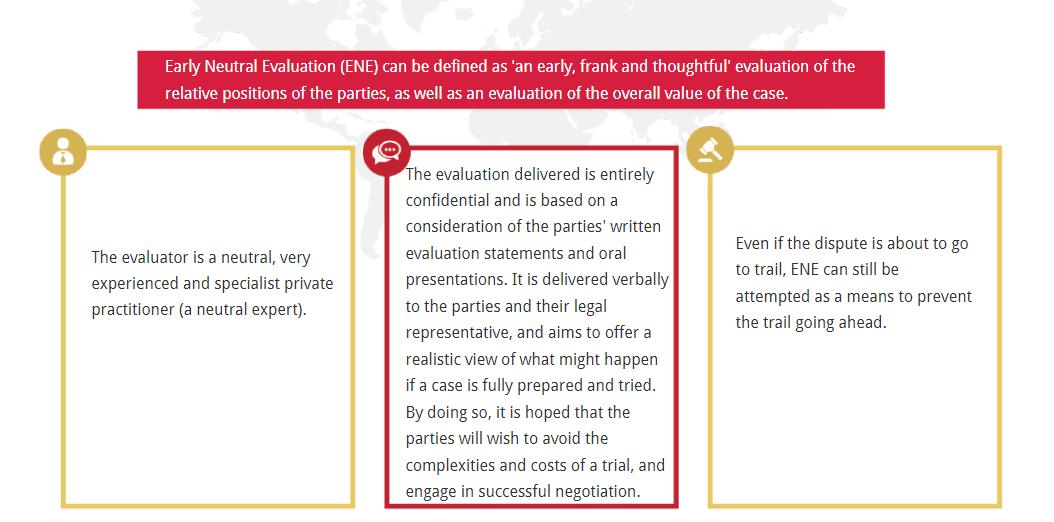 Early Neutral Evaluation (ENE) can be defined as 'an early, frank and thoughtful' evaluation of the
relative positions of the parties, as well as an evaluation of the overall value of the case.
The evaluator is a neutral, very
experienced and specialist private
practitioner (a neutral expert).
The evaluation delivered is entirely
confidential and is based on a
consideration of the parties' written
evaluation statements and oral
presentations. It is delivered verbally
to the parties and their legal
representative, and aims to offer a
realistic view of what might happen
if a case is fully prepared and tried.
By doing so, it is hoped that the
parties will wish to avoid the
complexities and costs of a trial, and
engage in successful negotiation.
Even if the dispute is about to go
to trail, ENE can still be
attempted as a means to prevent
the trail going ahead.